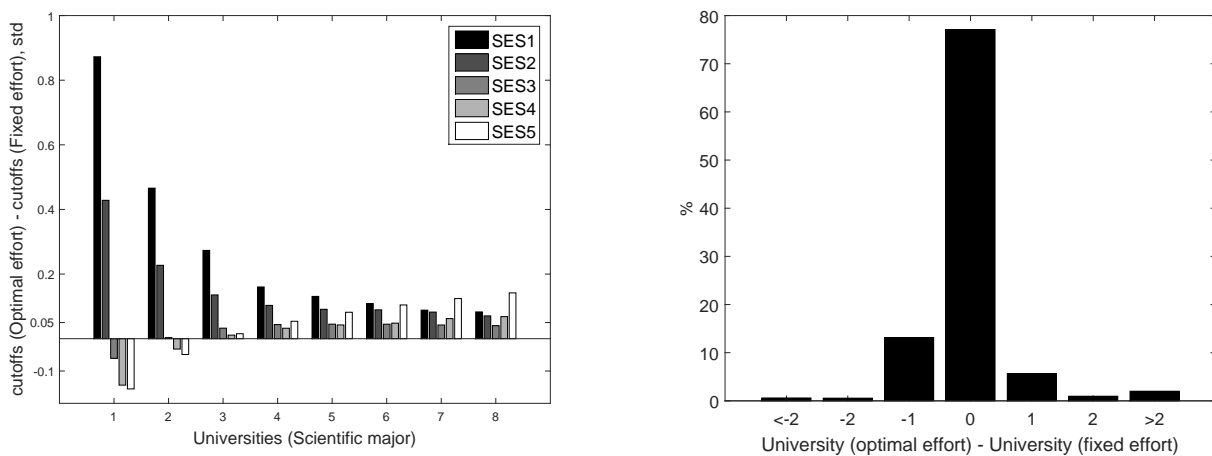 cutoffs (Optimal effort) - cutoffs (Fixed effort), std
1
0.8
0.6
0.4
0.2
0.05
-0.1
SES1
SES2
SES3
SES4
SES5
1 2 3 4 5 6 7 8
Universities (Scientific major)
%
80
70
60
50
40
30
20
10
0
<-2 -2 -1 0 1 2 >2
University (optimal effort) - University (fixed effort)